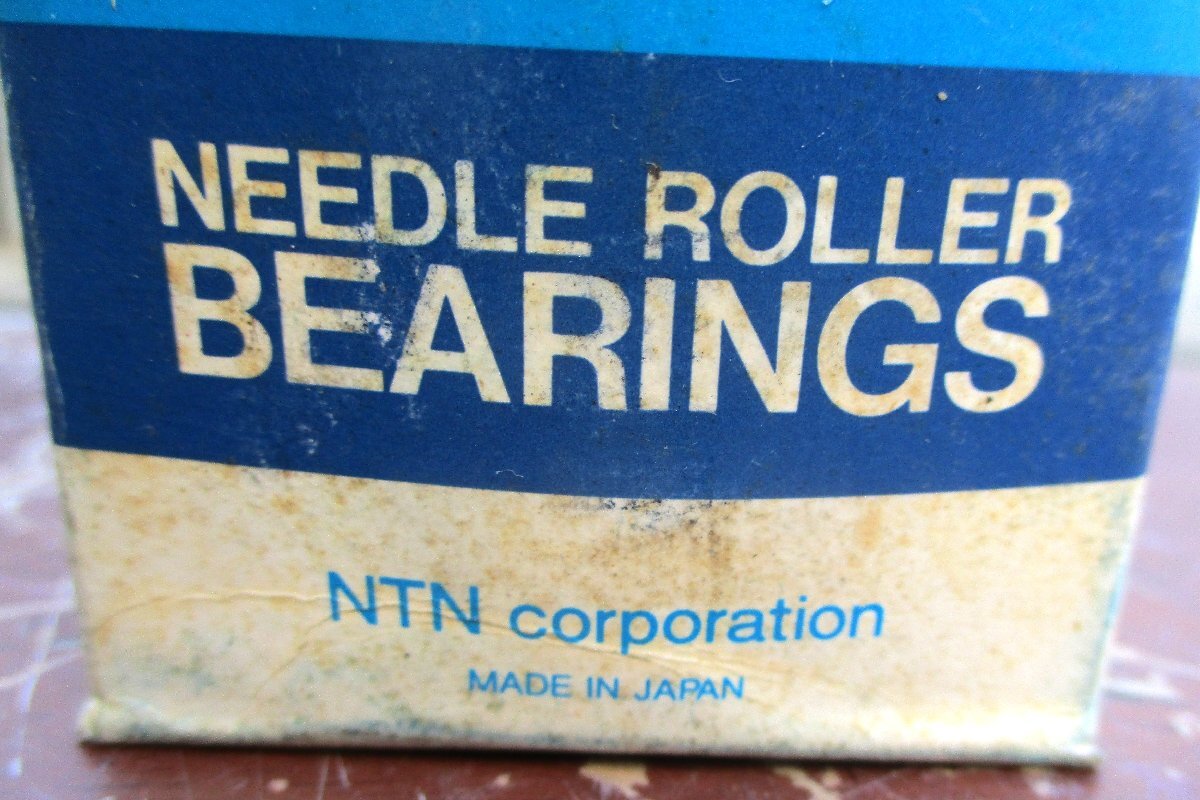 NEEDLE ROLLER
BEARINGS
NTN corporation
MADE IN JAPAN